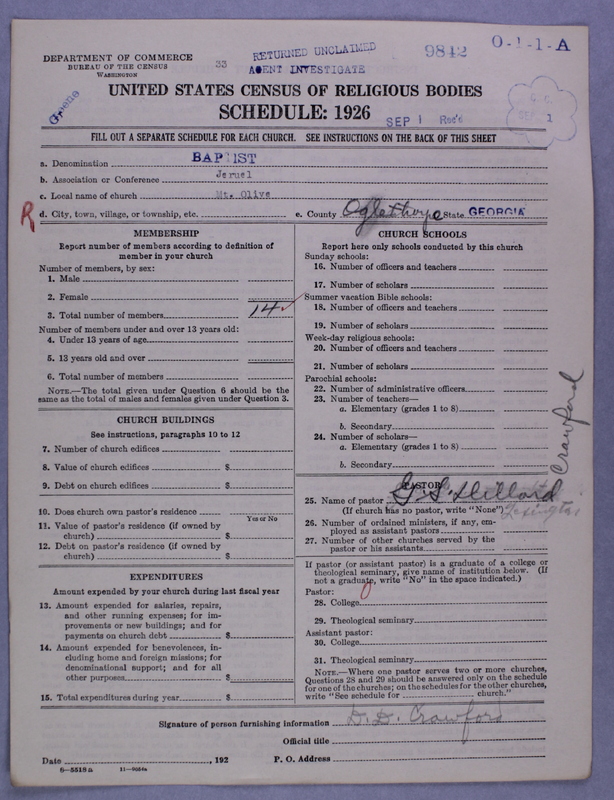 DEPARTMENT OF COMMERCE
BUREAU OF THE CENSUS
WASHINGTON
33
RETURNED UNCLAIMED
AGENT INVESTIGATE
9842
O-1-1-A
Greene
UNITED STATES CENSUS OF RELIGIOUS BODIES
SCHEDULE: 1926
SEP 1 Rec'd
FILL OUT A SEPARATE SCHEDULE FOR EACH CHURCH. SEE INSTRUCTIONS ON THE BACK OF THIS SHEET
a. Denomination BAPTIST
b. Association or Conference Jeruel
c. Local name of church Mt. Olive
R d. City, town, village, or township, etc. e. County Oglethorpe State GEORGIA
MEMBERSHIP
Report number of members according to definition of
member in your church
Number of members, by sex:
1. Male
2. Female
3. Total number of members 14
Number of members under and over 13 years old:
4. Under 13 years of age
5. 13 years old and over
6. Total number of members
NOTE.—The total given under Question 6 should be
same as the total of males and females given under Question 3.
CHURCH BUILDINGS
See instructions, paragraphs 10 to 12
7. Number of church edifices
8. Value of church edifices $
9. Debt on church edifices $
10. Does church own pastor's residence
Yes or No
11. Value of pastor's residence (if owned by
church) $
12. Debt on pastor's residence (if owned by
church) $
EXPENDITURES
Amount expended by your church during last fiscal year
13. Amount expended for salaries, repairs,
and other running expenses; for im-
provements or new buildings; and for
payments on church debt $
14. Amount expended for benevolences, in-
cluding home and foreign missions; for
denominational support; and for all
other purposes $
15. Total expenditures during year $
CHURCH SCHOOLS
Report here only schools conducted by this church
Sunday schools:
16. Number of officers and teachers
17. Number of scholars
Summer vacation Bible schools:
18. Number of officers and teachers
19. Number of scholars
Week-day religious schools:
20. Number of officers and teachers
21. Number of scholars
Parochial schools:
22. Number of administrative officers
23. Number of teachers—
a. Elementary (grades 1 to 8)
b. Secondary
24. Number of scholars—
a. Elementary (grades 1 to 8)
b. Secondary
Crawford
PASTOR
25. Name of pastor G. S. Dillard
(If church has no pastor, write "None")
26. Number of ordained ministers, if any, em-
ployed as assistant pastors
27. Number of other churches served by the
pastor or his assistants
If pastor (or assistant pastor) is a graduate of a college or
theological seminary, give name of institution below. (If
not a graduate, write "No" in the space indicated.)
Pastor: 0
28. College
29. Theological seminary
Assistant pastor:
30. College
31. Theological seminary
NOTE.—Where one pastor serves two or more churches,
Questions 28 and 29 should be answered only on the schedule
for one of the churches; on the schedules for the other churches,
write "See schedule for church."
Signature of person furnishing information D. D. Crawford
Official title
Date , 192 P. O. Address
8—5518a 11—9024a